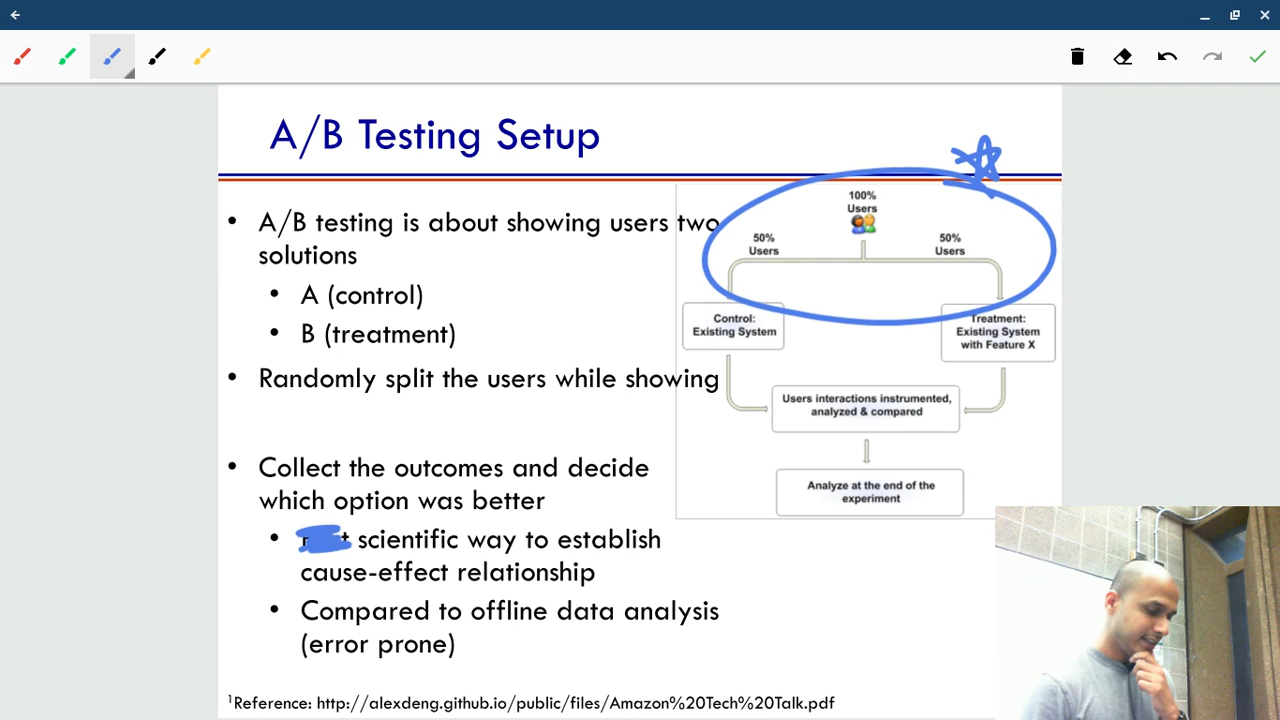 A/B Testing Setup
• A/B testing is about showing users two
solutions
• A (control)
• B (treatment)
• Randomly split the users while showing
• Collect the outcomes and decide
which option was better
• scientific way to establish
cause-effect relationship
• Compared to offline data analysis
(error prone)
100%
Users
50%
Users
50%
Users
Control:
Existing System
Treatment:
Existing System
with Feature X
Users interactions instrumented,
analyzed & compared
Analyze at the end of the
experiment
1Reference: http://alexdeng.github.io/public/files/Amazon%20Tech%20Talk.pdf